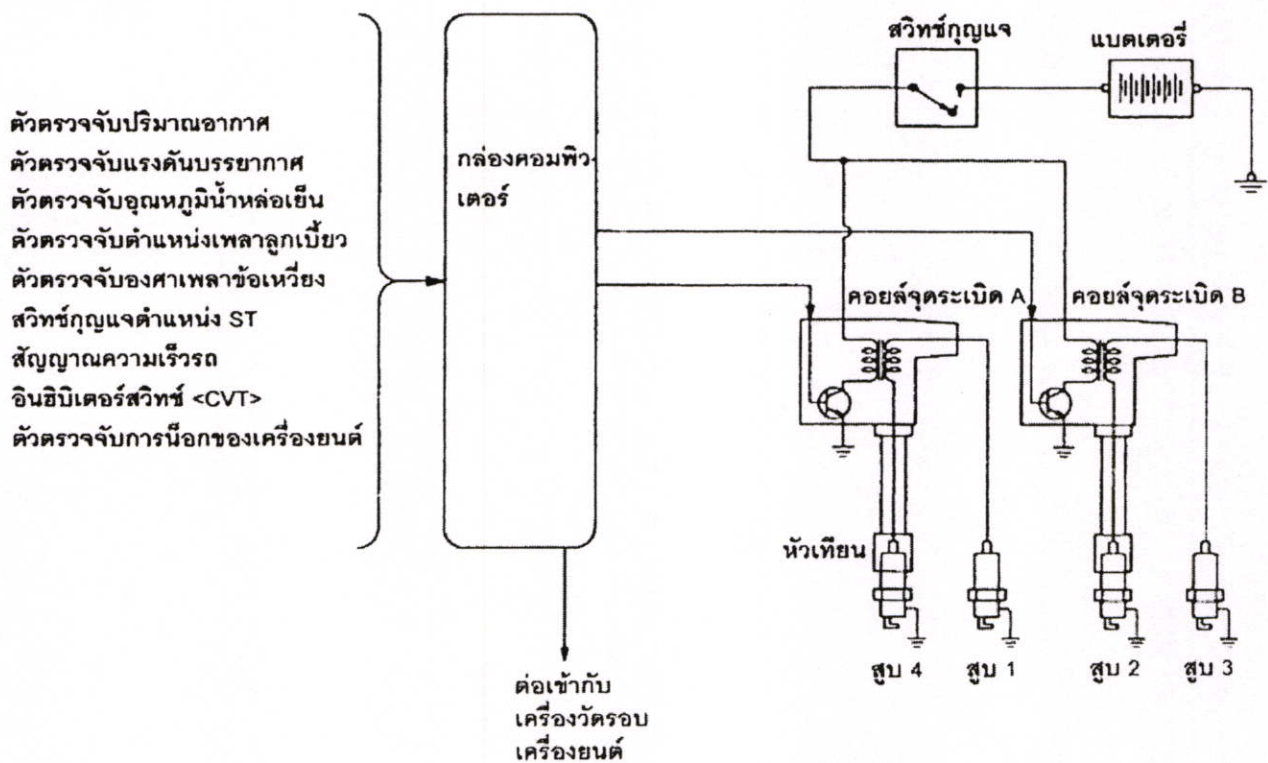 สวิทช์กุญแจ
แบตเตอรี่
ตัวตรวจจับปริมาณอากาศ
ตัวตรวจจับแรงดันบรรยากาศ
ตัวตรวจจับอุณหภูมิน้ำหล่อเย็น
ตัวตรวจจับตำแหน่งเพลาลูกเบี้ยว
ตัวตรวจจับองศาเพลาข้อเหวี่ยง
สวิทช์กุญแจตำแหน่ง ST
สัญญาณความเร็วรถ
อินฮิบิเตอร์สวิทช์ <CVT>
ตัวตรวจจับการน็อกของเครื่องยนต์
กล่องคอมพิว-
เตอร์
คอยล์จุดระเบิด A
คอยล์จุดระเบิด B
หัวเทียน
สูบ 4
สูบ 1
สูบ 2
สูบ 3
ต่อเข้ากับ
เครื่องวัดรอบ
เครื่องยนต์